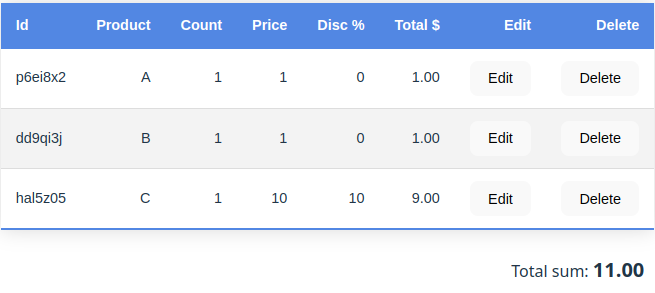 Id Product Count Price Disc % Total $ Edit Delete
p6ei8x2 A 1 1 0 1.00 Edit Delete
dd9qi3j B 1 1 0 1.00 Edit Delete
hal5z05 C 1 10 10 9.00 Edit Delete
Total sum: 11.00